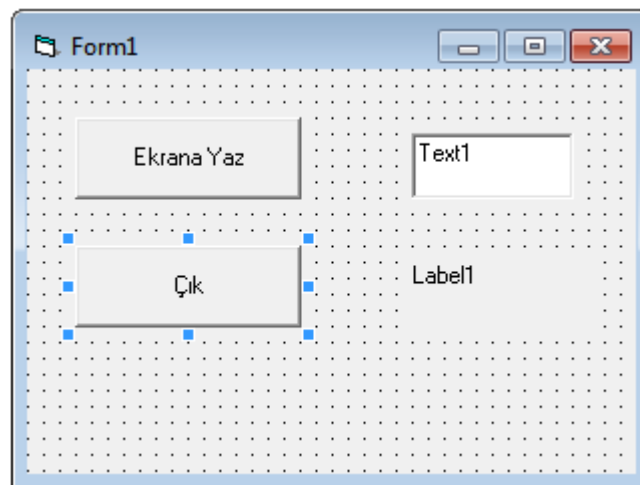 Form1
Ekrana Yaz
Text1
Çık
Label1